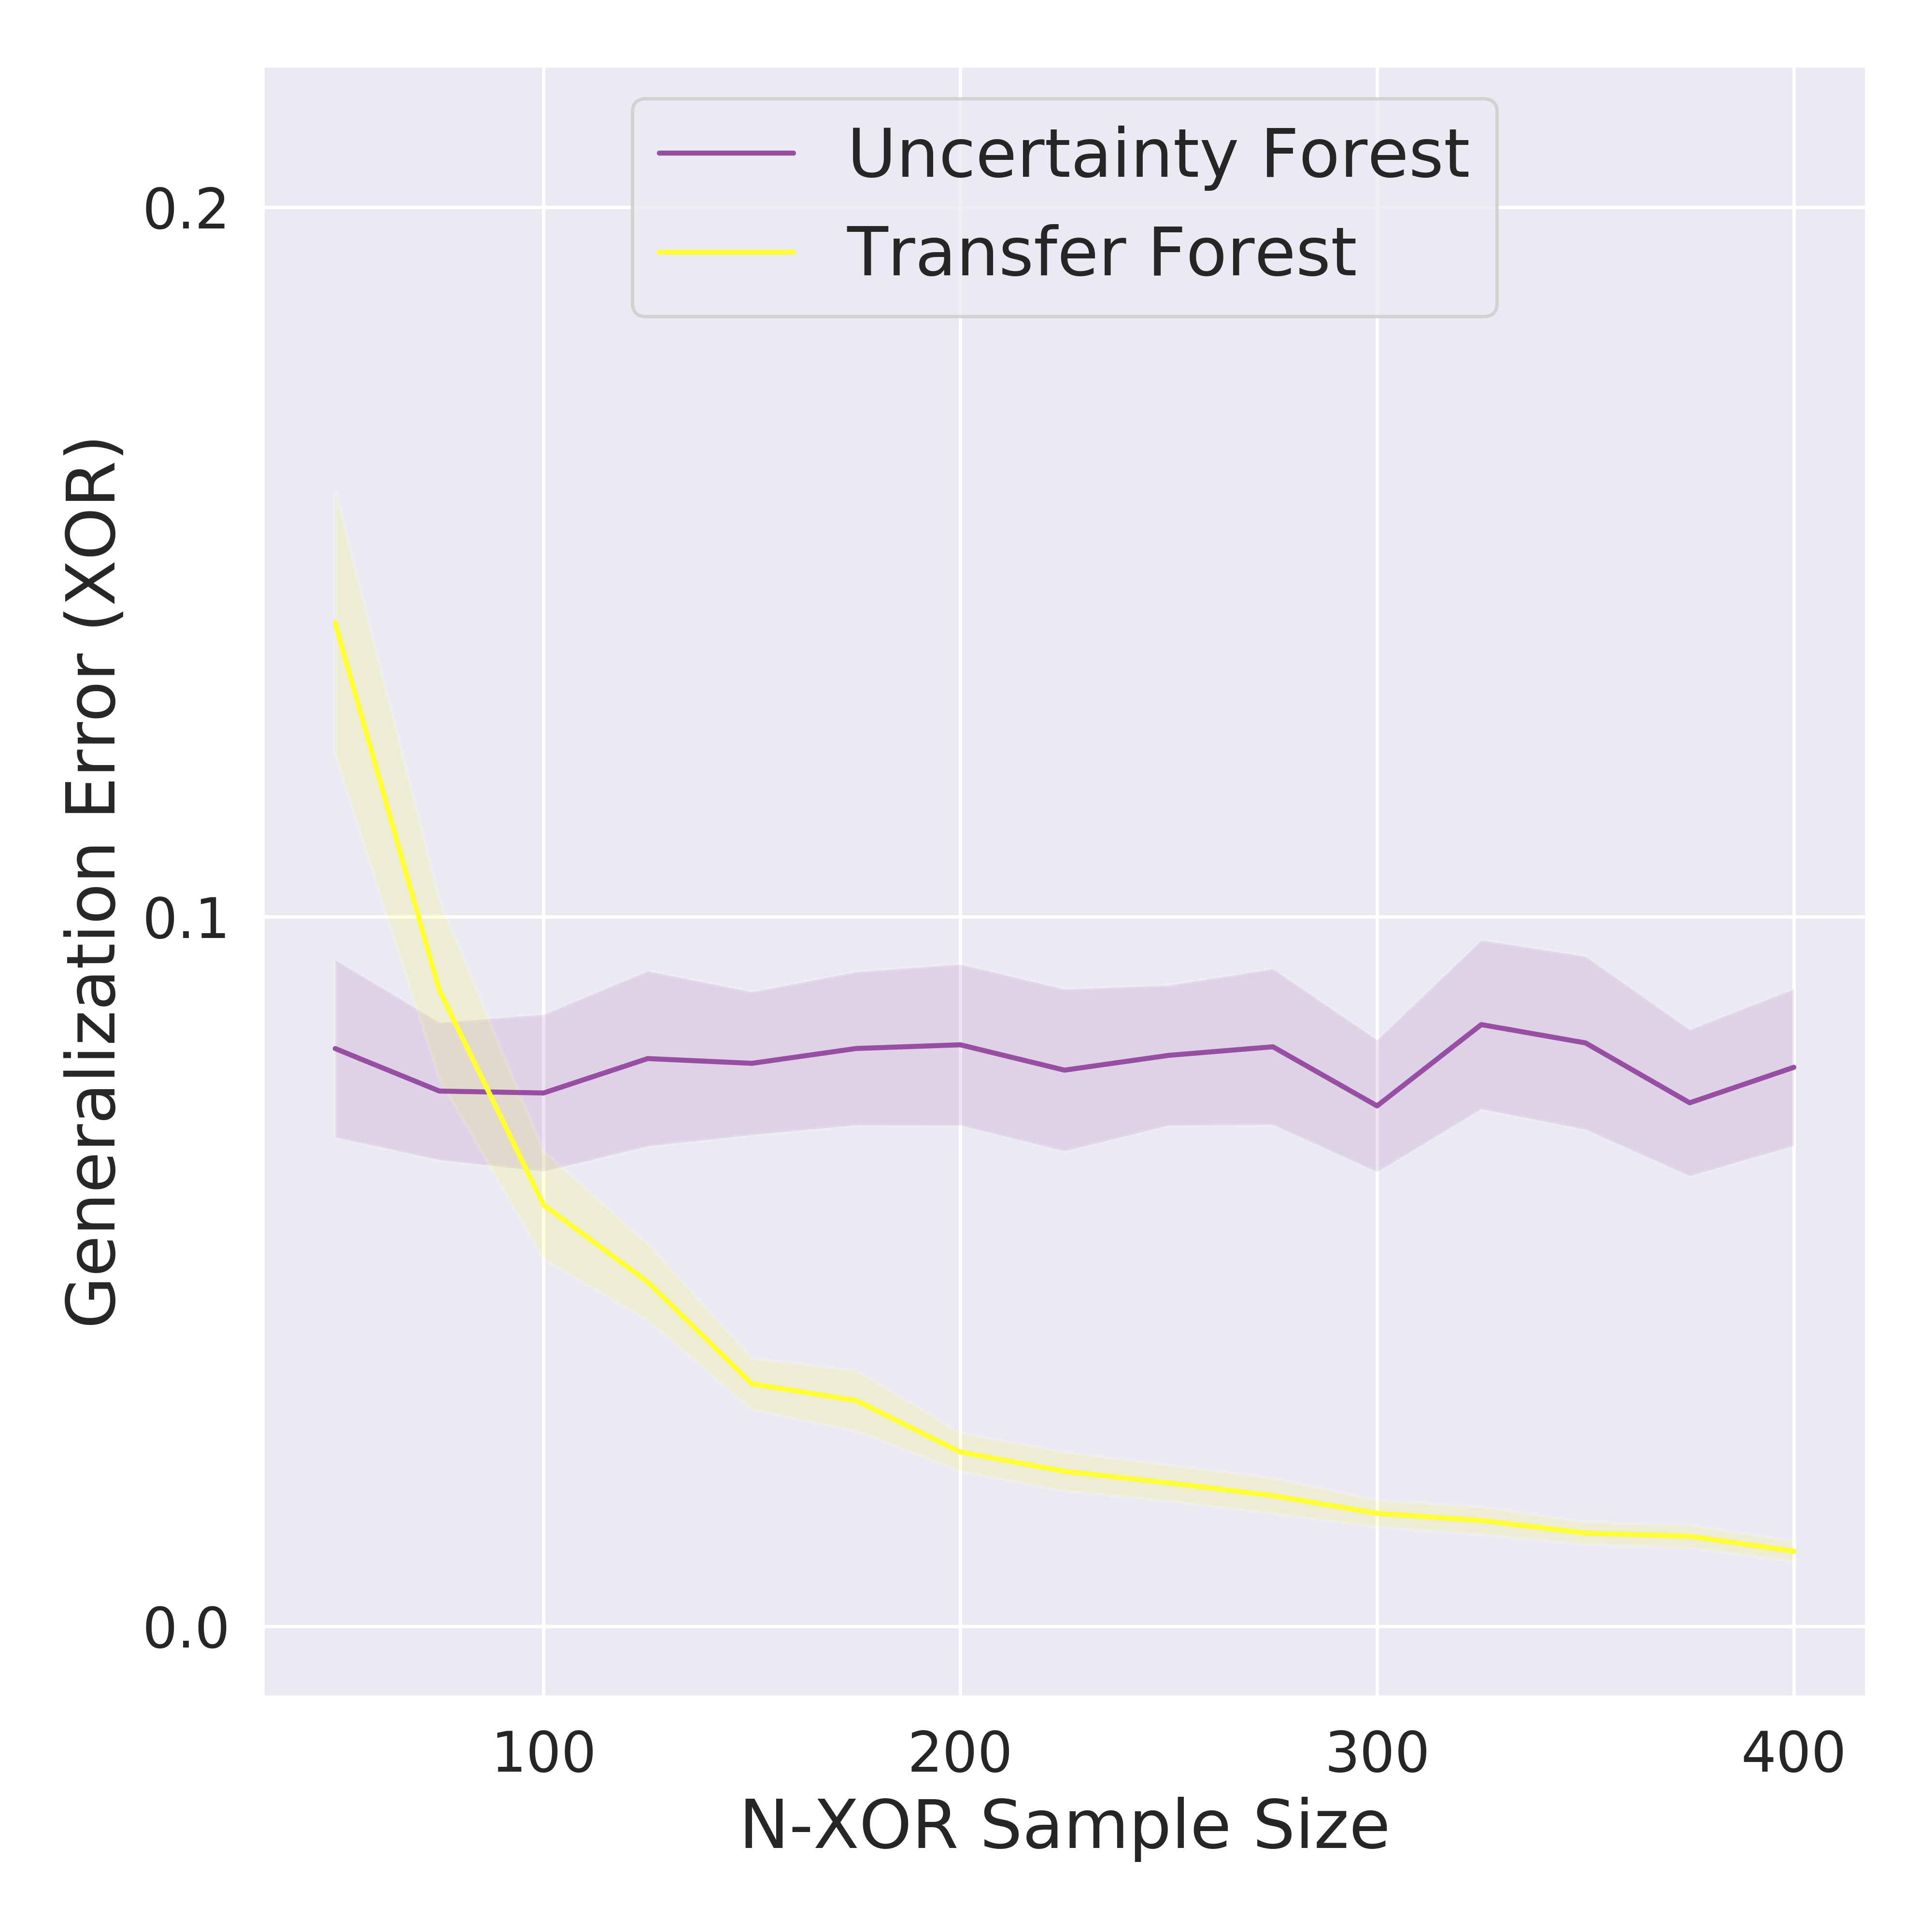 Uncertainty Forest
Transfer Forest
Generalization Error (XOR)
0.2
0.1
0.0
100 200 300 400
N-XOR Sample Size